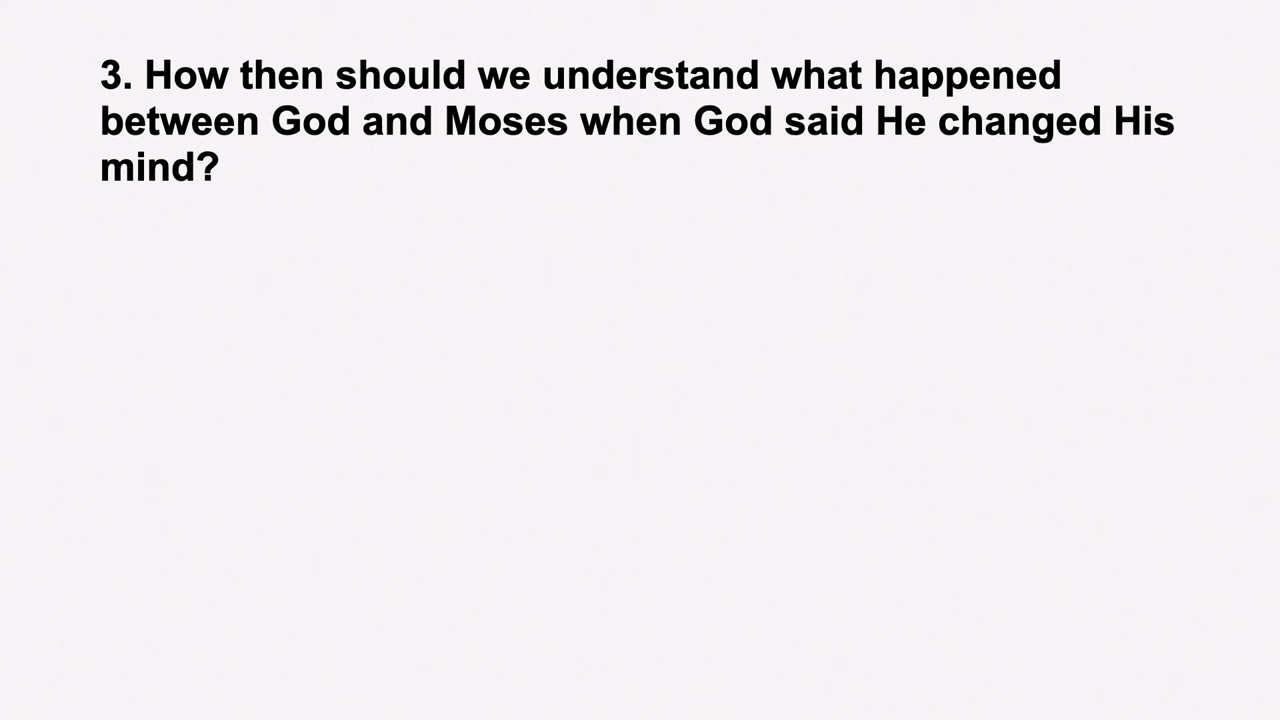 3. How then should we understand what happened
between God and Moses when God said He changed His
mind?